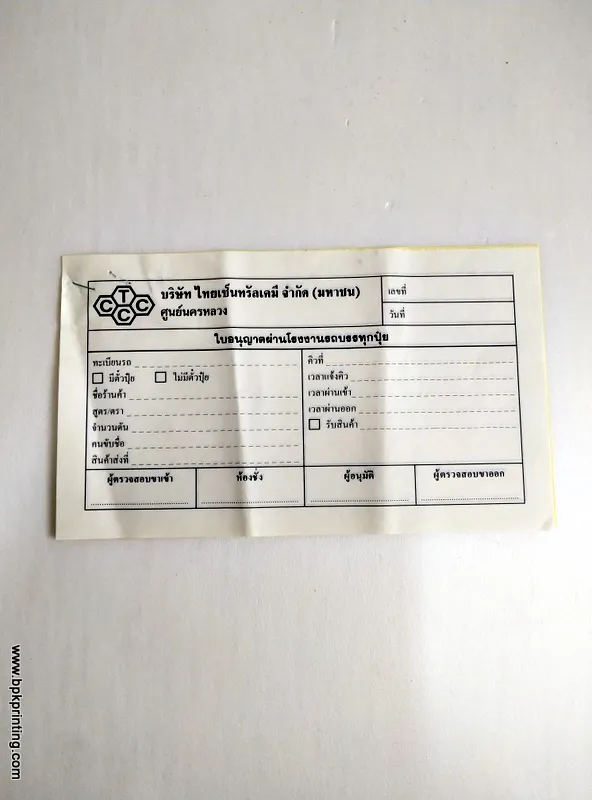 T
C C C
C
บริษัท ไทยเซ็นทรัลเคมี จำกัด (มหาชน)
ศูนย์นครหลวง
เลขที่
วันที่
ใบอนุญาตผ่านโรงงานรถบรรทุกปุ๋ย
ทะเบียนรถ
มีตั๋วปุ๋ย ไม่มีตั๋วปุ๋ย
ชื่อร้านค้า
สูตร/ตรา
จำนวนตัน
คนขับชื่อ
สินค้าส่งที่
คิวที่
เวลาแจ้งคิว
เวลาผ่านเข้า
เวลาผ่านออก
รับสินค้า
ผู้ตรวจสอบขาเข้า
ห้องชั่ง
ผู้อนุมัติ
ผู้ตรวจสอบขาออก
www.bpkprinting.com